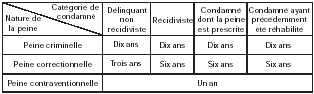 Catégorie de condamné
Nature de la peine
Délinquant non récidiviste
Récidiviste
Condamné dont la peine est prescrite
Condamné ayant précédemment été réhabilité
Peine criminelle
Dix ans
Dix ans
Dix ans
Dix ans
Peine correctionnelle
Trois ans
Six ans
Six ans
Six ans
Peine contraventionnelle
Un an